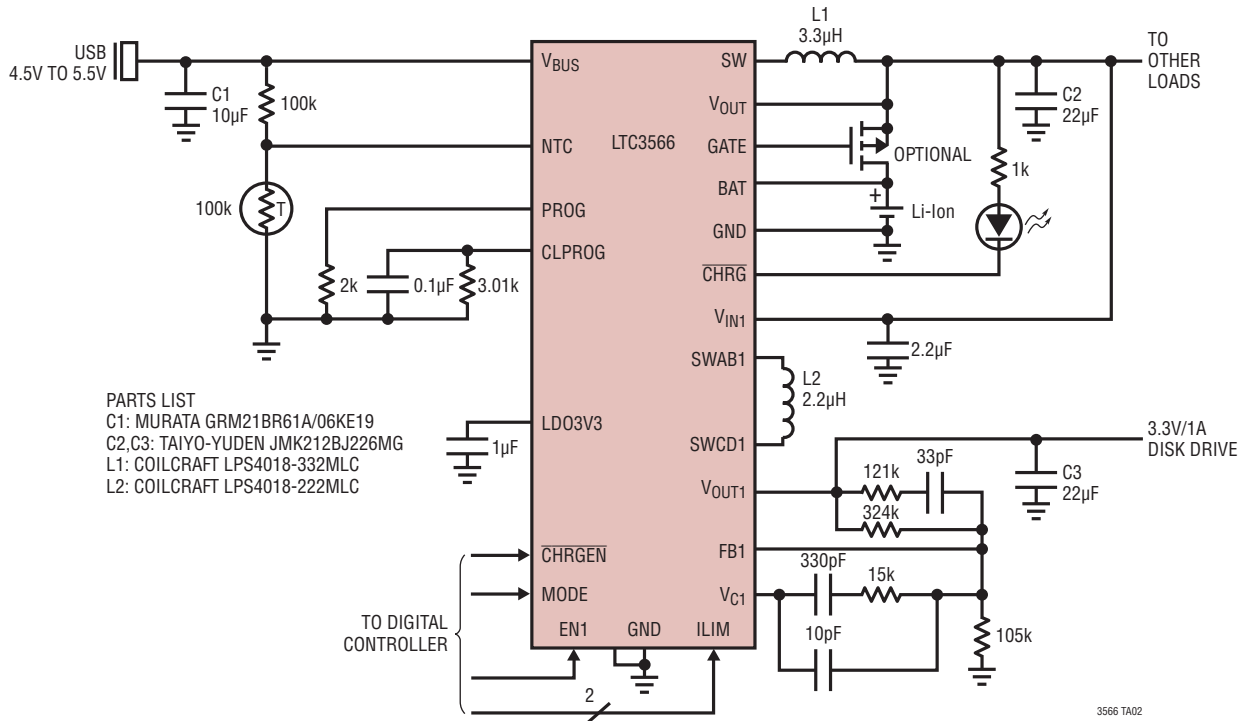 USB
4.5V TO 5.5V
C1
10µF
100k
100k
T
2k
0.1µF
3.01k
V_BUS
NTC
PROG
CLPROG
LDO3V3
CHRGEN
MODE
EN1
GND
ILIM
LTC3566
SW
V_OUT
GATE
BAT
GND
CHRG
V_IN1
SWAB1
SWCD1
V_OUT1
FB1
V_C1
L1
3.3µH
TO
OTHER
LOADS
C2
22µF
OPTIONAL
1k
+
Li-Ion
2.2µF
L2
2.2µH
3.3V/1A
DISK DRIVE
C3
22µF
121k
33pF
324k
330pF
15k
10pF
105k
1µF
PARTS LIST
C1: MURATA GRM21BR61A/06KE19
C2,C3: TAIYO-YUDEN JMK212BJ226MG
L1: COILCRAFT LPS4018-332MLC
L2: COILCRAFT LPS4018-222MLC
TO DIGITAL
CONTROLLER
2
3566 TA02